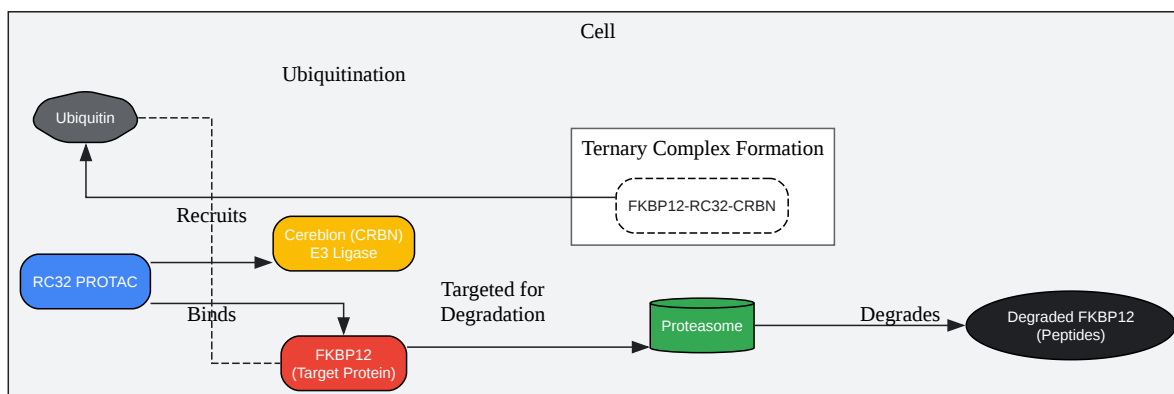 Cell
Ubiquitination
Ubiquitin
Ternary Complex Formation
FKBP12-RC32-CRBN
Recruits
Cereblon (CRBN)
E3 Ligase
RC32 PROTAC
Binds
Targeted for
Degradation
FKBP12
(Target Protein)
Proteasome
Degrades
Degraded FKBP12
(Peptides)